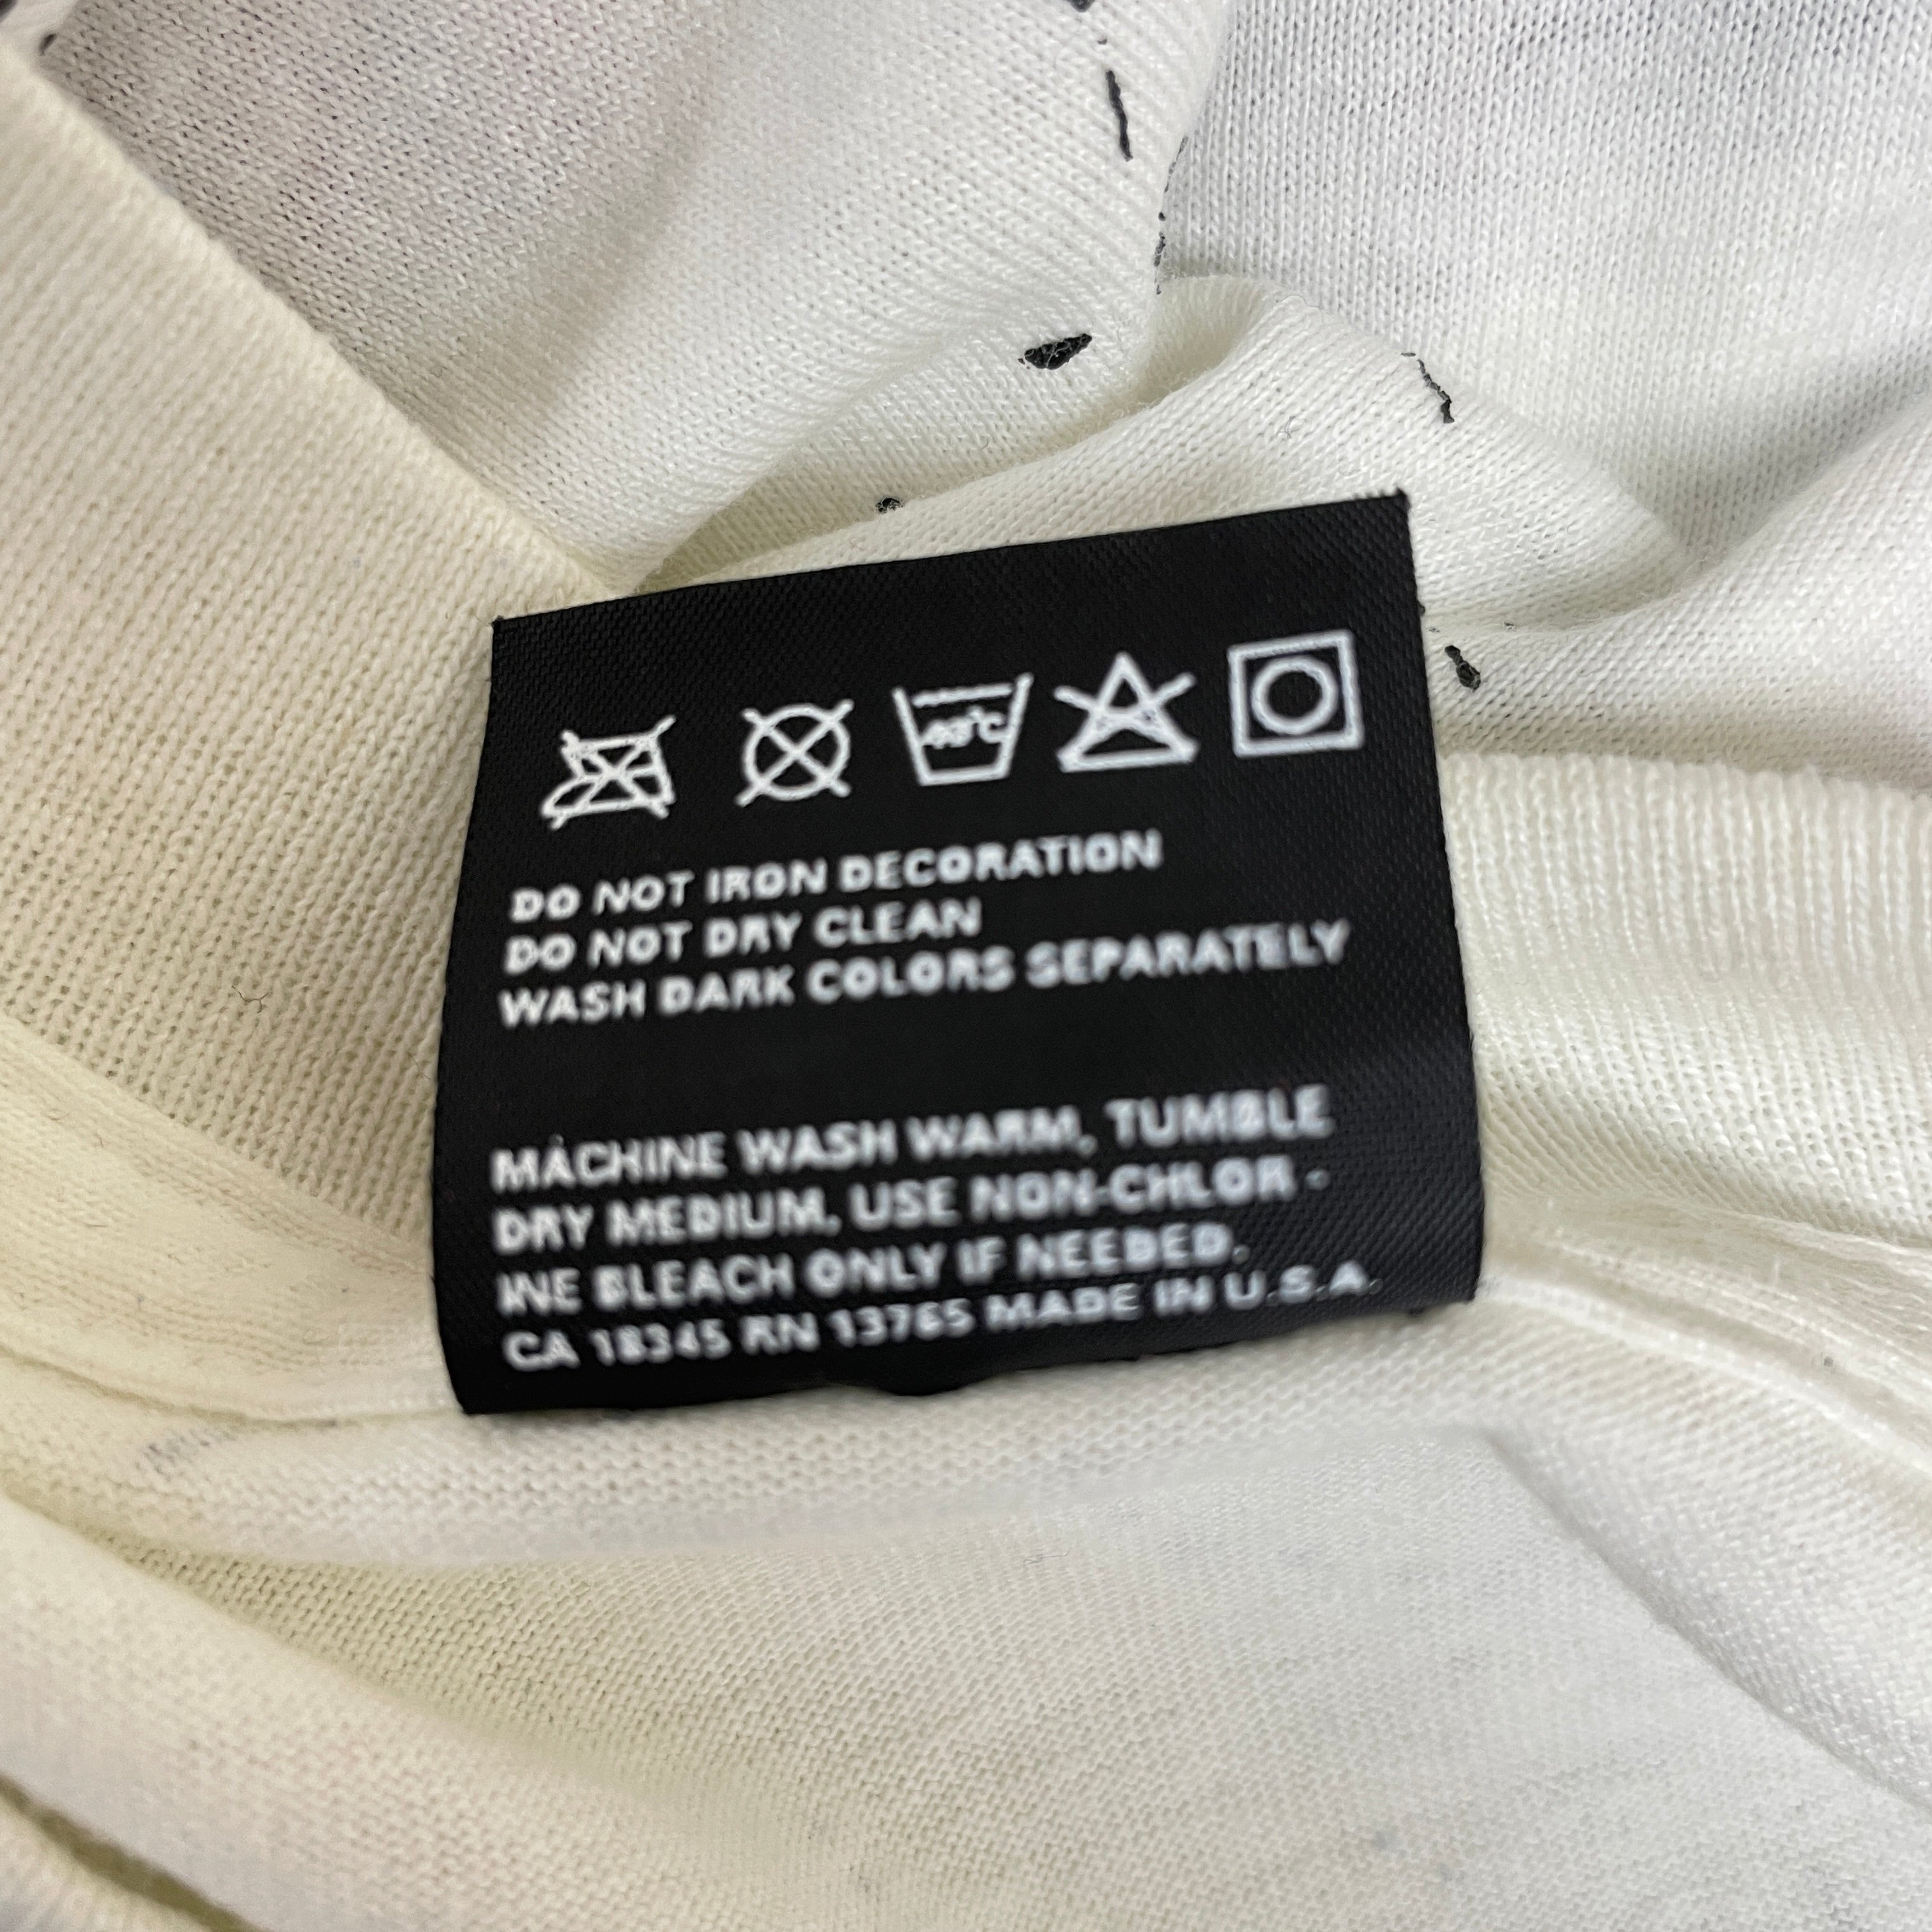 40°C
DO NOT IRON DECORATION
DO NOT DRY CLEAN
WASH DARK COLORS SEPARATELY
MACHINE WASH WARM, TUMBLE
DRY MEDIUM, USE NON-CHLOR -
INE BLEACH ONLY IF NEEDED.
CA 18345 RN 13765 MADE IN U.S.A.